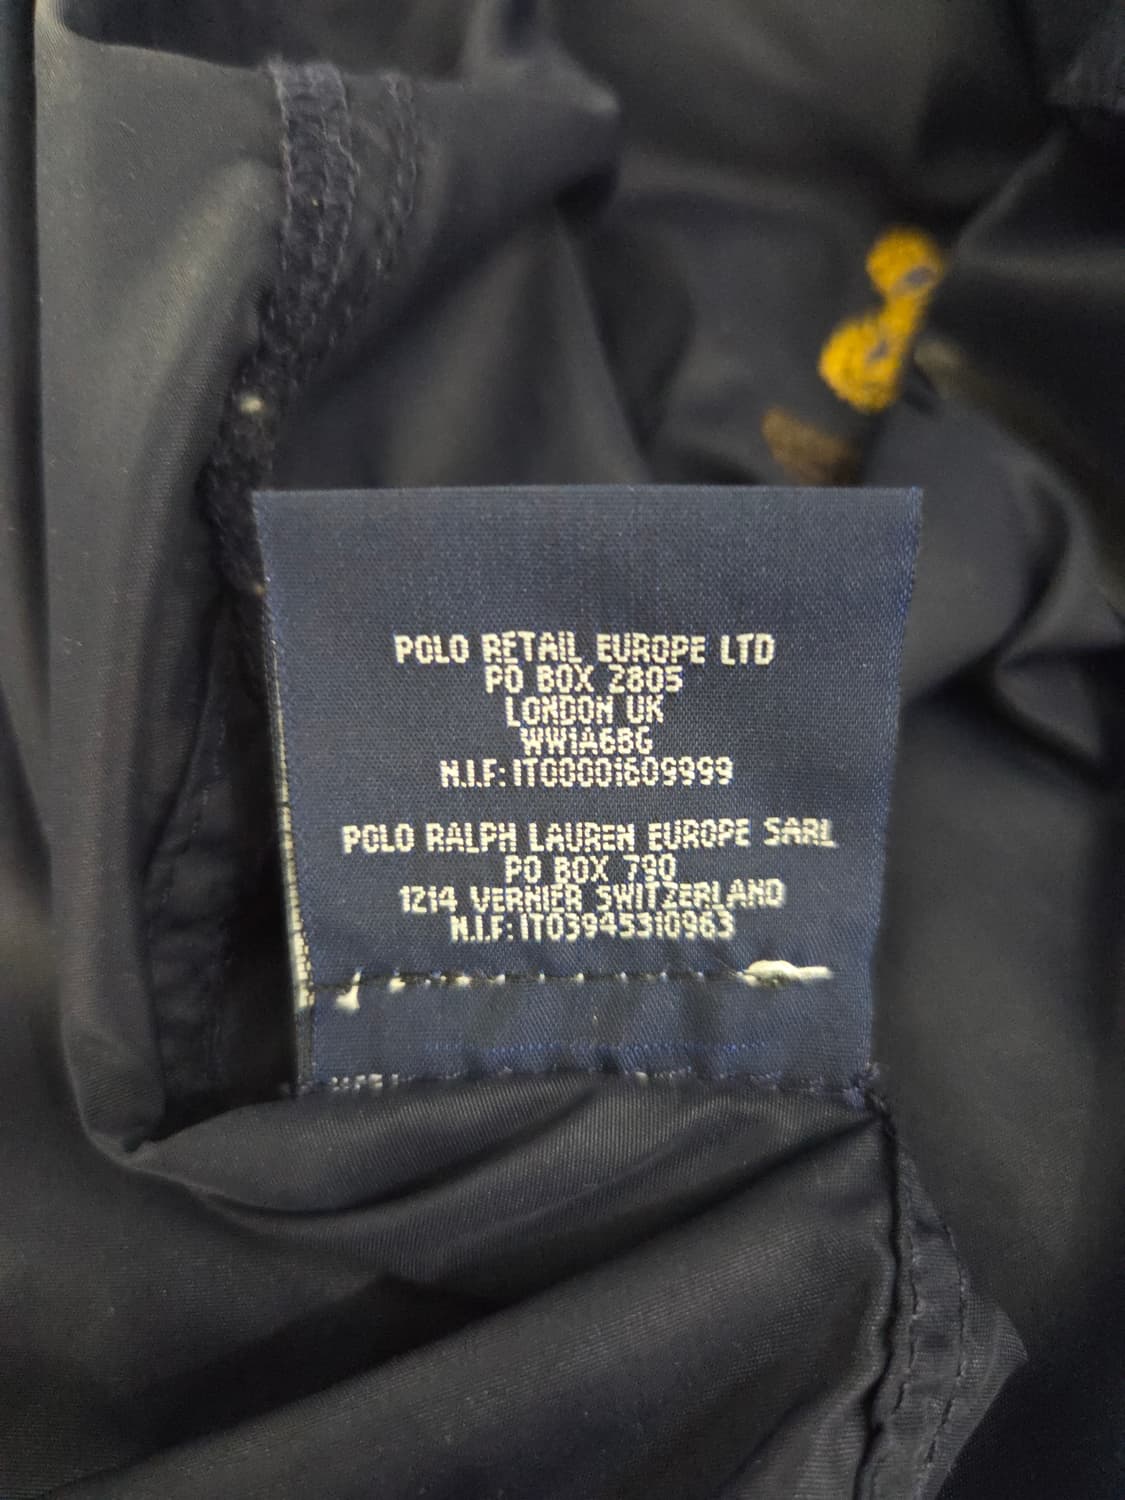 POLO RETAIL EUROPE LTD
PO BOX 2805
LONDON UK
WW1A6BG
N.I.F:IT00001609999
POLO RALPH LAUREN EUROPE SARL
PO BOX 790
1214 VERNIER SWITZERLAND
N.I.F:IT03945310963